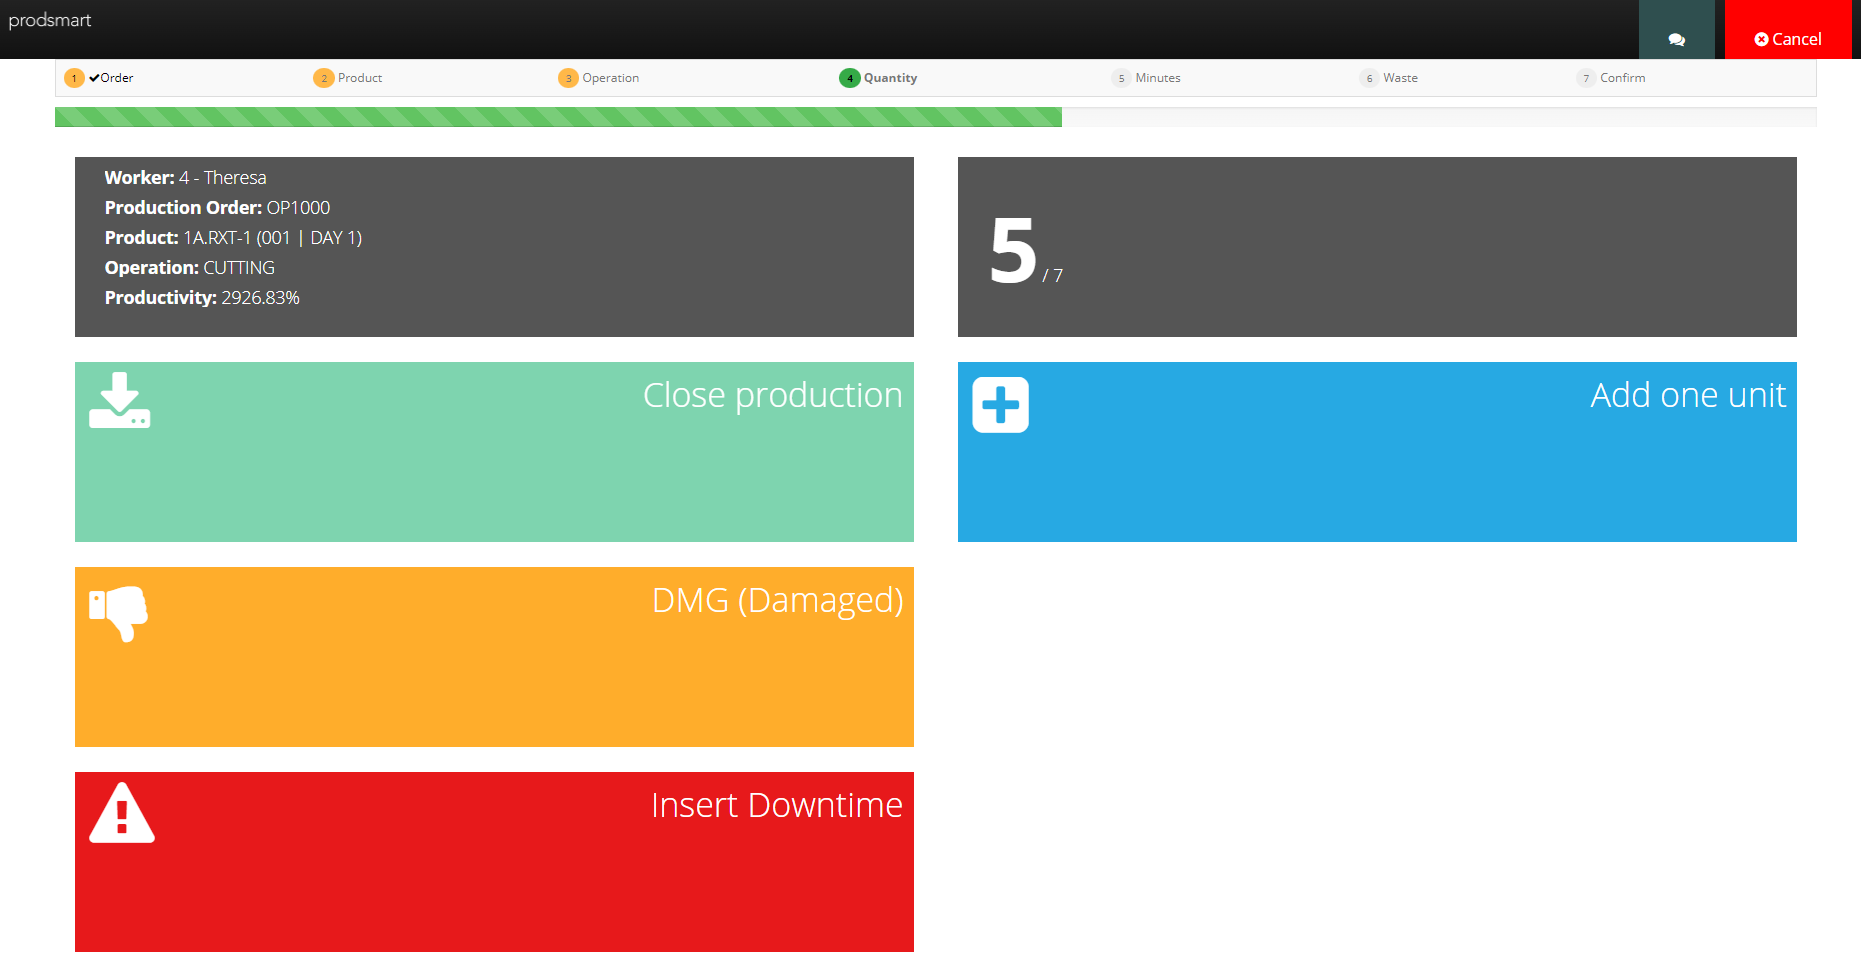 prodsmart
Cancel
1 Order
2 Product
3 Operation
4 Quantity
5 Minutes
6 Waste
7 Confirm
Worker: 4 - Theresa
Production Order: OP1000
Product: 1A.RXT-1 (001 | DAY 1)
Operation: CUTTING
Productivity: 2926.83%
5 / 7
Close production
Add one unit
DMG (Damaged)
Insert Downtime